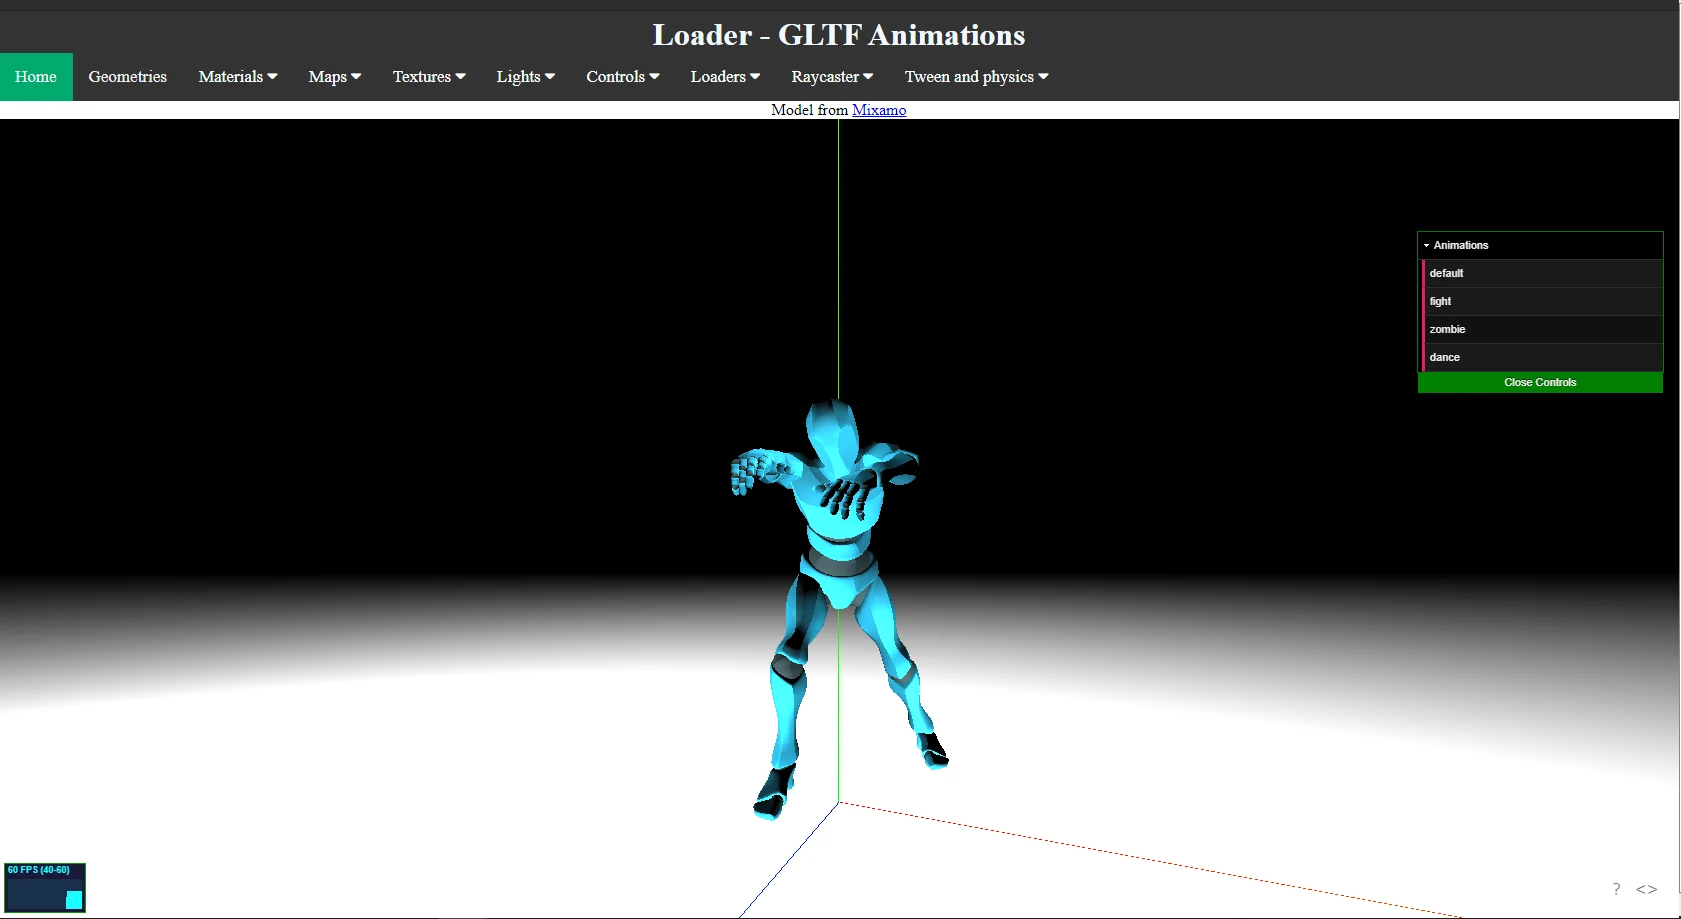 Loader - GLTF Animations
Home Geometries Materials Maps Textures Lights Controls Loaders Raycaster Tween and physics
Model from Mixamo
Animations
default
fight
zombie
dance
Close Controls
60 FPS (40-60)
? <>